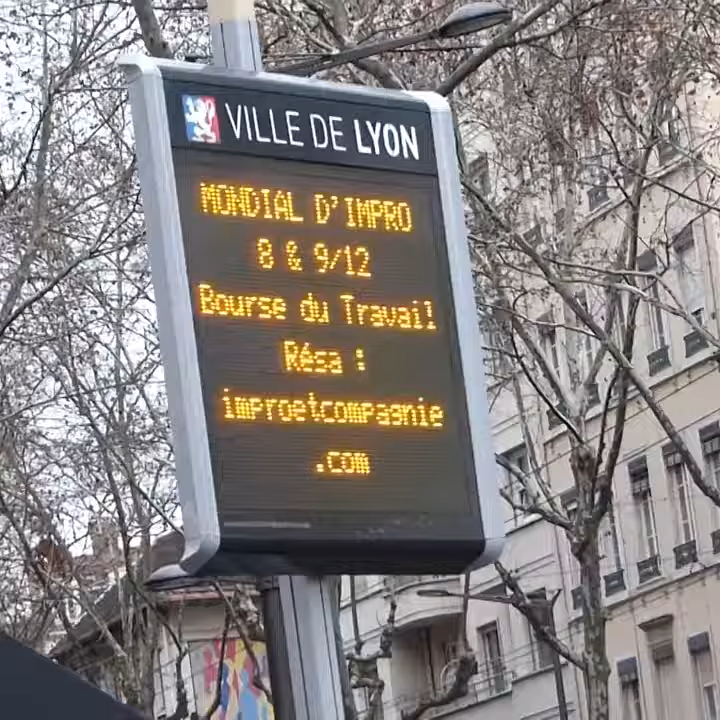 VILLE DE LYON
MONDIAL D'IMPRO
8 & 9/12
Bourse du Travail
Résa :
improetcompagnie
.com